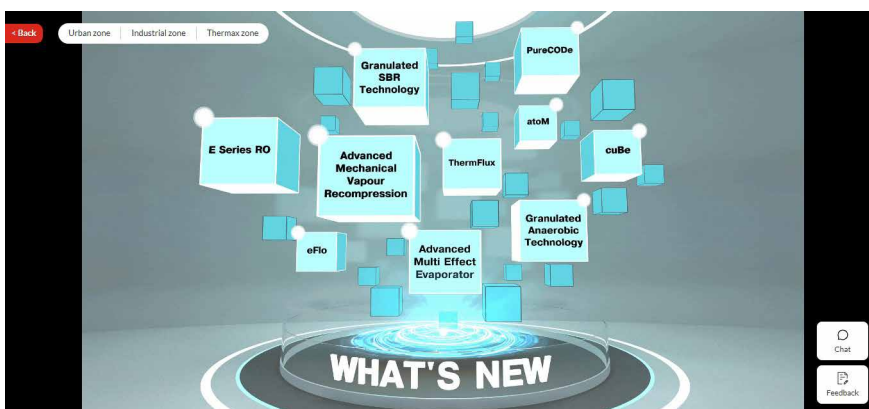 < Back
Urban zone
Industrial zone
Thermax zone
Granulated
SBR
Technology
PureCODe
atoM
E Series RO
Advanced
Mechanical
Vapour
Recompression
ThermFlux
cuBe
Granulated
Anaerobic
Technology
eFlo
Advanced
Multi Effect
Evaporator
WHAT'S NEW
Chat
Feedback